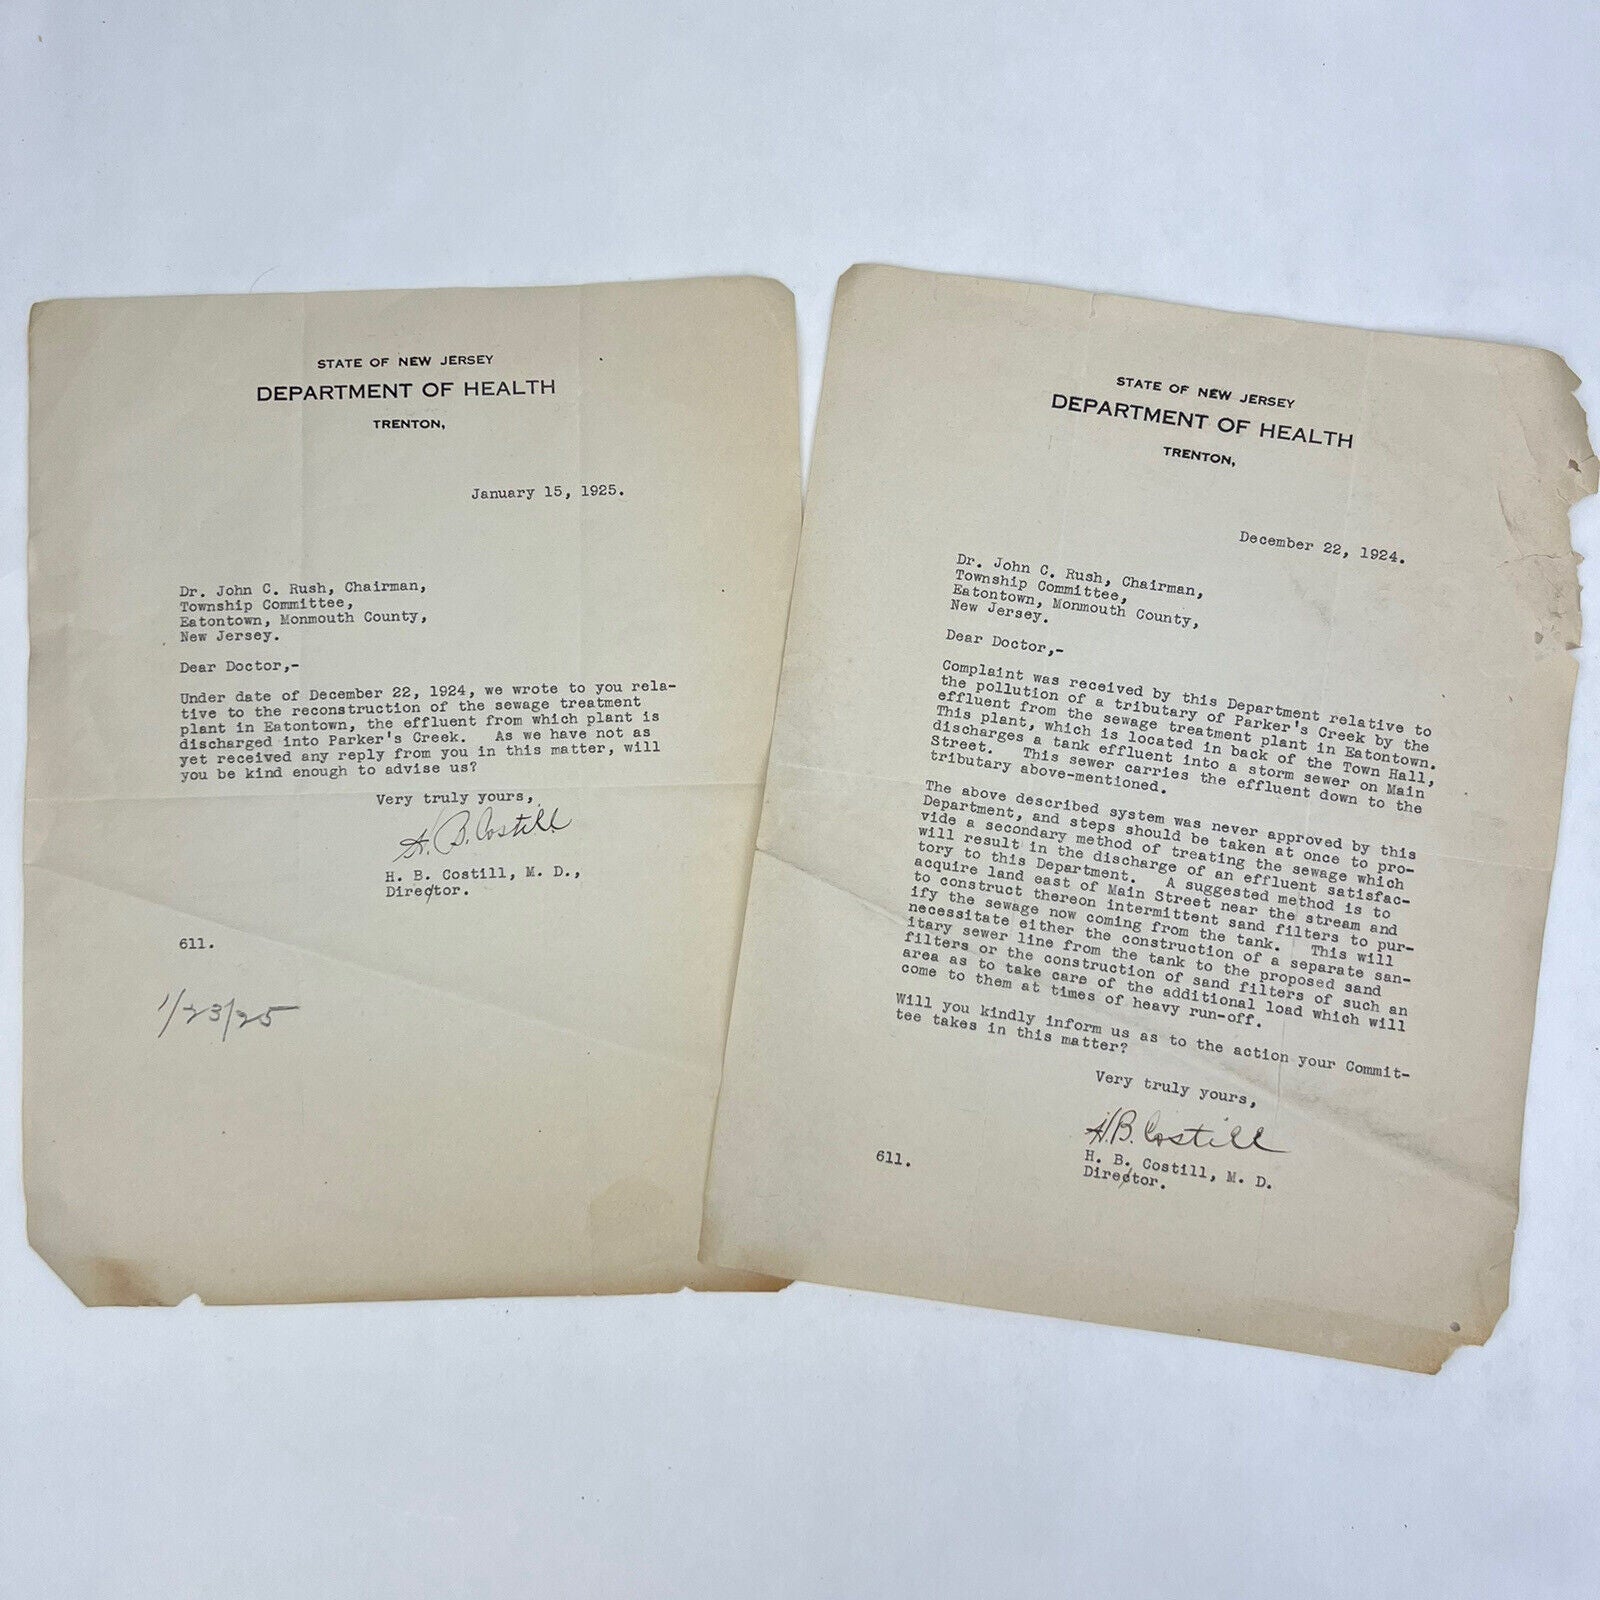 STATE OF NEW JERSEY
DEPARTMENT OF HEALTH
TRENTON,
January 15, 1925.
Dr. John C. Rush, Chairman,
Township Committee,
Eatontown, Monmouth County,
New Jersey.
Dear Doctor,-
Under date of December 22, 1924, we wrote to you rela-
tive to the reconstruction of the sewage treatment
plant in Eatontown, the effluent from which plant is
discharged into Parker's Creek. As we have not as
yet received any reply from you in this matter, will
you be kind enough to advise us?
Very truly yours,
H. B. Costill
H. B. Costill, M. D.,
Director.
611.
1/23/25
STATE OF NEW JERSEY
DEPARTMENT OF HEALTH
TRENTON,
December 22, 1924.
Dr. John C. Rush, Chairman,
Township Committee,
Eatontown, Monmouth County,
New Jersey.
Dear Doctor,-
Complaint was received by this Department relative to
the pollution of a tributary of Parker's Creek by the
effluent from the sewage treatment plant in Eatontown.
This plant, which is located in back of the Town Hall,
discharges a tank effluent into a storm sewer on Main
Street. This sewer carries the effluent down to the
tributary above-mentioned.
The above described system was never approved by this
Department, and steps should be taken at once to pro-
vide a secondary method of treating the sewage which
will result in the discharge of an effluent satisfac-
tory to this Department. A suggested method is to
acquire land east of Main Street near the stream and
to construct thereon intermittent sand filters to pur-
ify the sewage now coming from the tank. This will
necessitate either the construction of a separate san-
itary sewer line from the tank to the proposed sand
filters or the construction of sand filters of such an
area as to take care of the additional load which will
come to them at times of heavy run-off.
Will you kindly inform us as to the action your Commit-
tee takes in this matter?
Very truly yours,
H. B. Costill
H. B. Costill, M. D.
Director.
611.